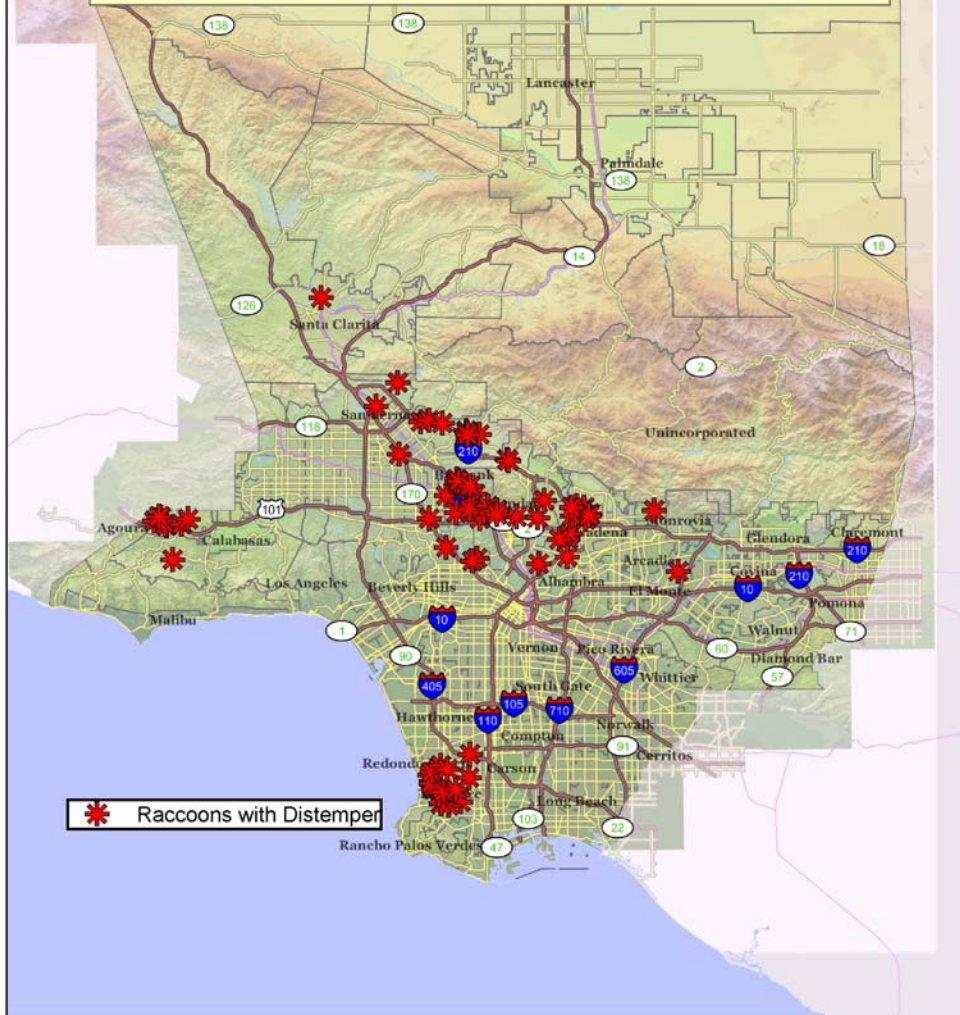 138
138
Lancaster
Palmdale
138
18
14
126
Santa Clarita
2
118
Unincorporated
210
170
101
Monrovia
Agoura
Calabasas
Glendora
Claremont
210
Arcadia
Covina
210
Los Angeles
Beverly Hills
Alhambra
El Monte
10
Pomona
Malibu
1
10
Walnut
71
Vernon
Pico Rivera
60
90
Diamond Bar
605
Whittier
57
405
South Gate
105
710
Hawthorne
110
Norwalk
Compton
91
Cerritos
Carson
Raccoons with Distemper
Long Beach
103
22
Rancho Palos Verdes
47